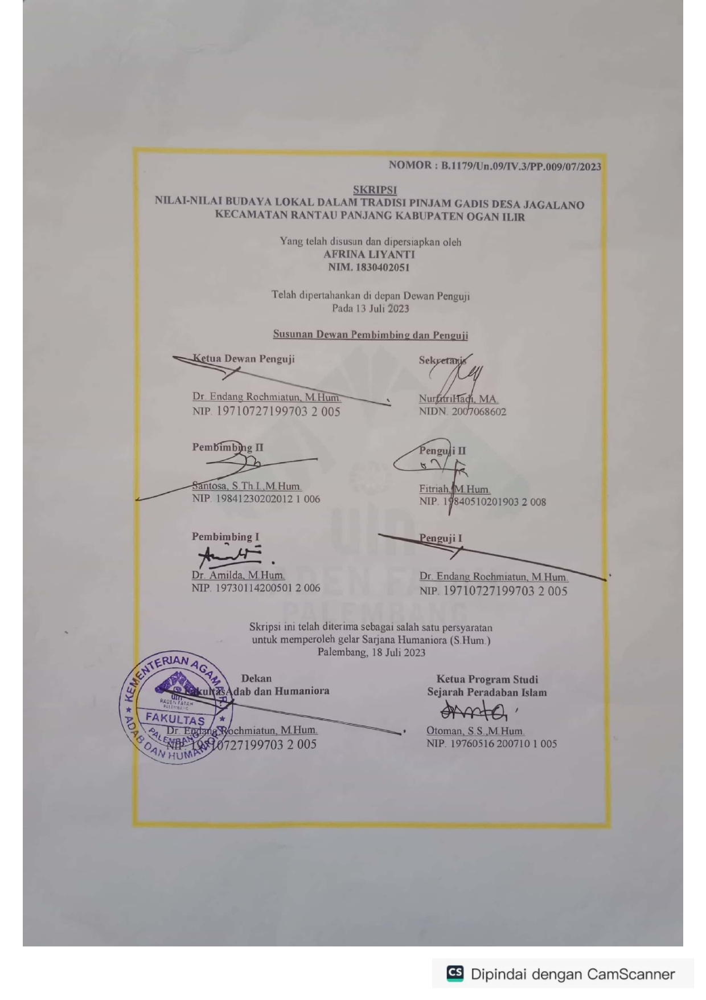 NOMOR : B.1179/Un.09/IV.3/PP.009/07/2023
SKRIPSI
NILAI-NILAI BUDAYA LOKAL DALAM TRADISI PINJAM GADIS DESA JAGALANO
KECAMATAN RANTAU PANJANG KABUPATEN OGAN ILIR
Yang telah disusun dan dipersiapkan oleh
AFRINA LIYANTI
NIM. 1830402051
Telah dipertahankan di depan Dewan Penguji
Pada 13 Juli 2023
Susunan Dewan Pembimbing dan Penguji
Ketua Dewan Penguji
Dr. Endang Rochmiatun, M.Hum.
NIP. 19710727199703 2 005
Sekretaris
NurfitriHadi, MA.
NIDN. 2007068602
Pembimbing II
Santosa, S.Th.I.,M.Hum.
NIP. 19841230202012 1 006
Penguji II
Fitriah, M.Hum.
NIP. 19840510201903 2 008
Pembimbing I
Dr. Amilda, M.Hum.
NIP. 19730114200501 2 006
Penguji I
Dr. Endang Rochmiatun, M.Hum.
NIP. 19710727199703 2 005
uin
RADEN FATAH
PALEMBANG
Skripsi ini telah diterima sebagai salah satu persyaratan
untuk memperoleh gelar Sarjana Humaniora (S.Hum.)
Palembang, 18 Juli 2023
Dekan
Fakultas Adab dan Humaniora
Dr. Endang Rochmiatun, M.Hum.
NIP. 19710727199703 2 005
KEMENTERIAN AGAMA R.I
uin
RADEN FATAH
PALEMBANG
FAKULTAS
PALEMBANG
ADAB DAN HUMANIORA
Ketua Program Studi
Sejarah Peradaban Islam
Otoman, S.S.,M.Hum.
NIP. 19760516 200710 1 005
CS Dipindai dengan CamScanner